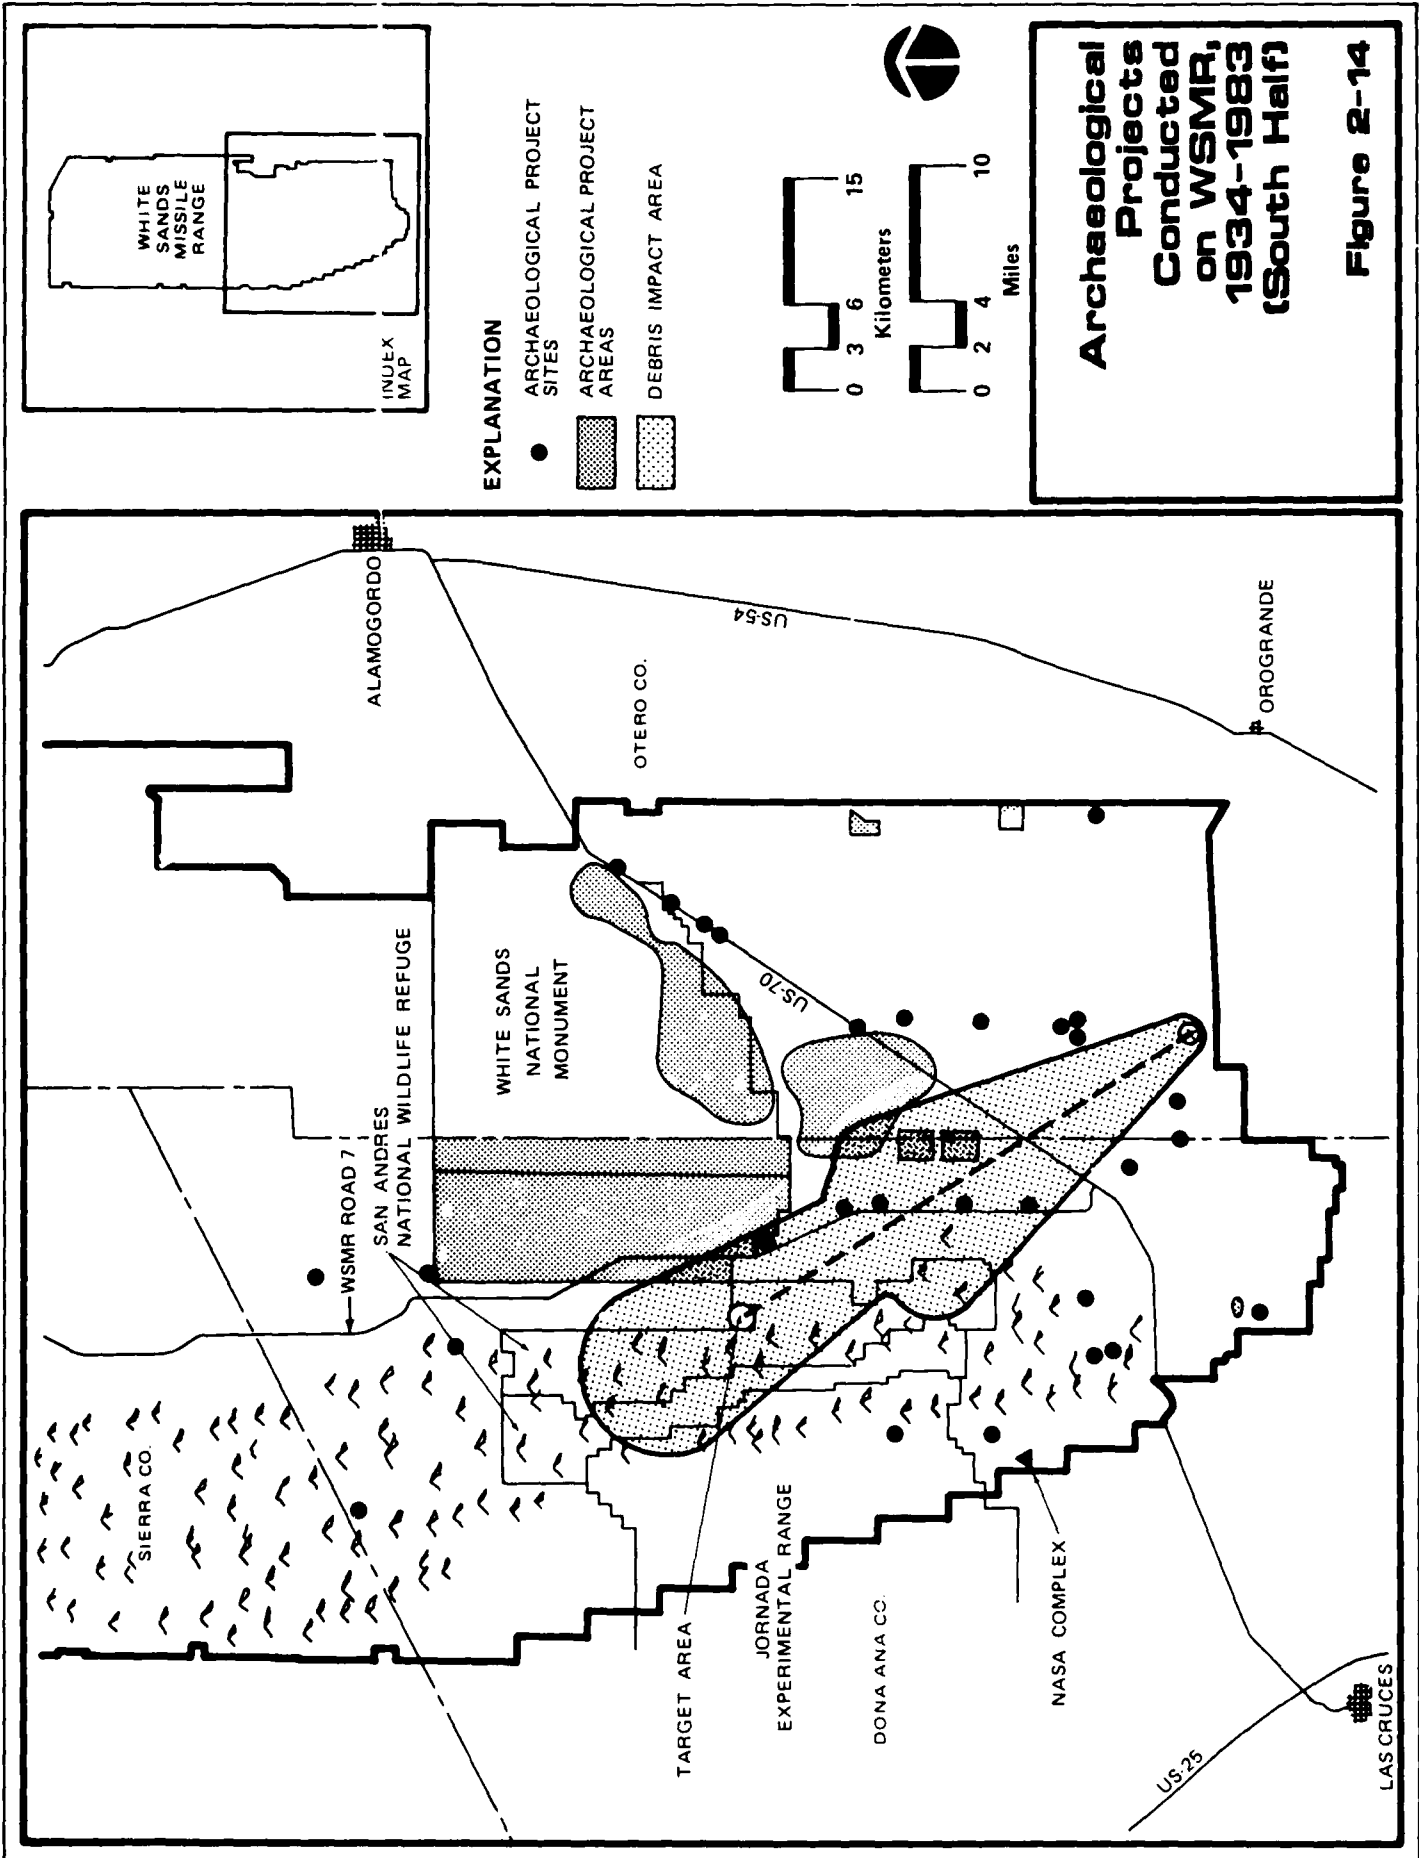 WHITE
SANDS
MISSILE
RANGE
INDEX
MAP
EXPLANATION
ARCHAEOLOGICAL PROJECT
SITES
ARCHAEOLOGICAL PROJECT
AREAS
DEBRIS IMPACT AREA
0 3 6 15
Kilometers
0 2 4 10
Miles
Archaeological
Projects
Conducted
on WSMR,
1934-1983
(South Half)
Figure 2-14
ALAMOGORDO
US-54
OTERO CO.
OROGRANDE
WSMR ROAD 7
SAN ANDRES
NATIONAL WILDLIFE REFUGE
WHITE SANDS
NATIONAL
MONUMENT
US-70
SIERRA CO.
TARGET AREA
JORNADA
EXPERIMENTAL RANGE
DONA ANA CO.
NASA COMPLEX
US-25
LAS CRUCES